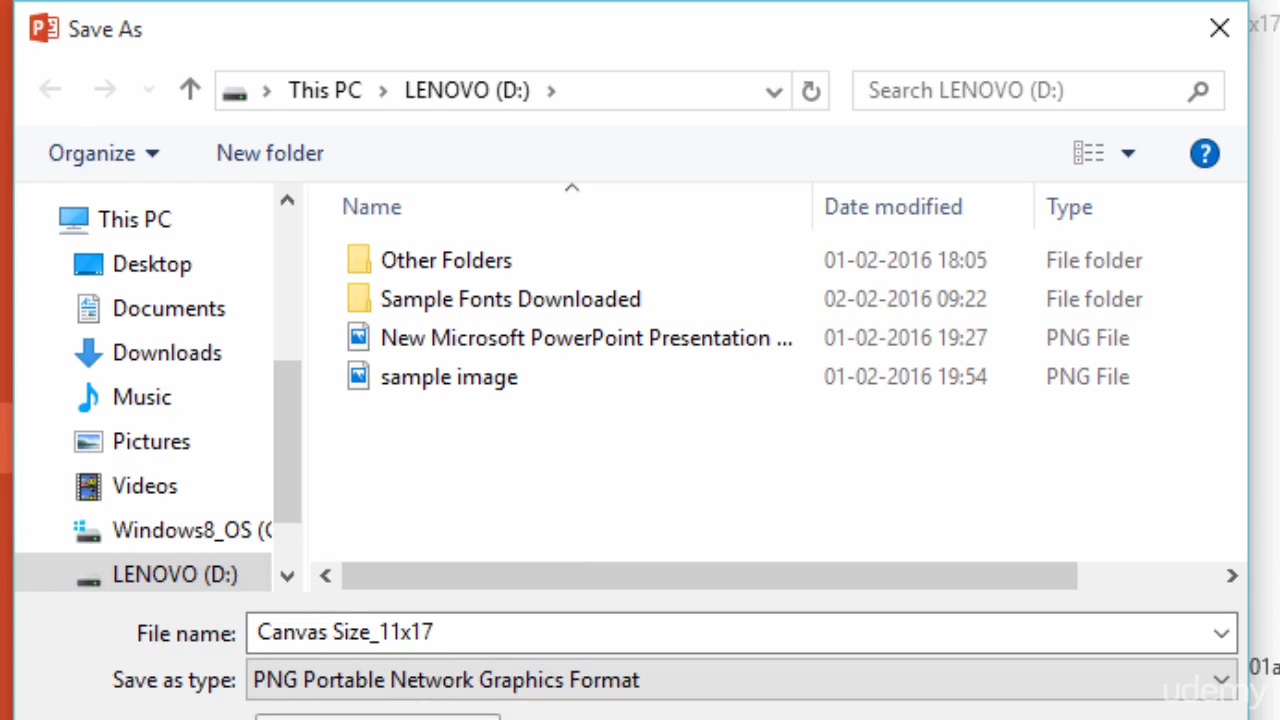 Save As
x17
This PC > LENOVO (D:) >
Search LENOVO (D:)
Organize
New folder
?
Name Date modified Type
This PC
Desktop
Documents
Downloads
Music
Pictures
Videos
Windows8_OS (C
LENOVO (D:)
Other Folders 01-02-2016 18:05 File folder
Sample Fonts Downloaded 02-02-2016 09:22 File folder
New Microsoft PowerPoint Presentation ... 01-02-2016 19:27 PNG File
sample image 01-02-2016 19:54 PNG File
File name: Canvas Size_11x17
Save as type: PNG Portable Network Graphics Format
01a
udemy